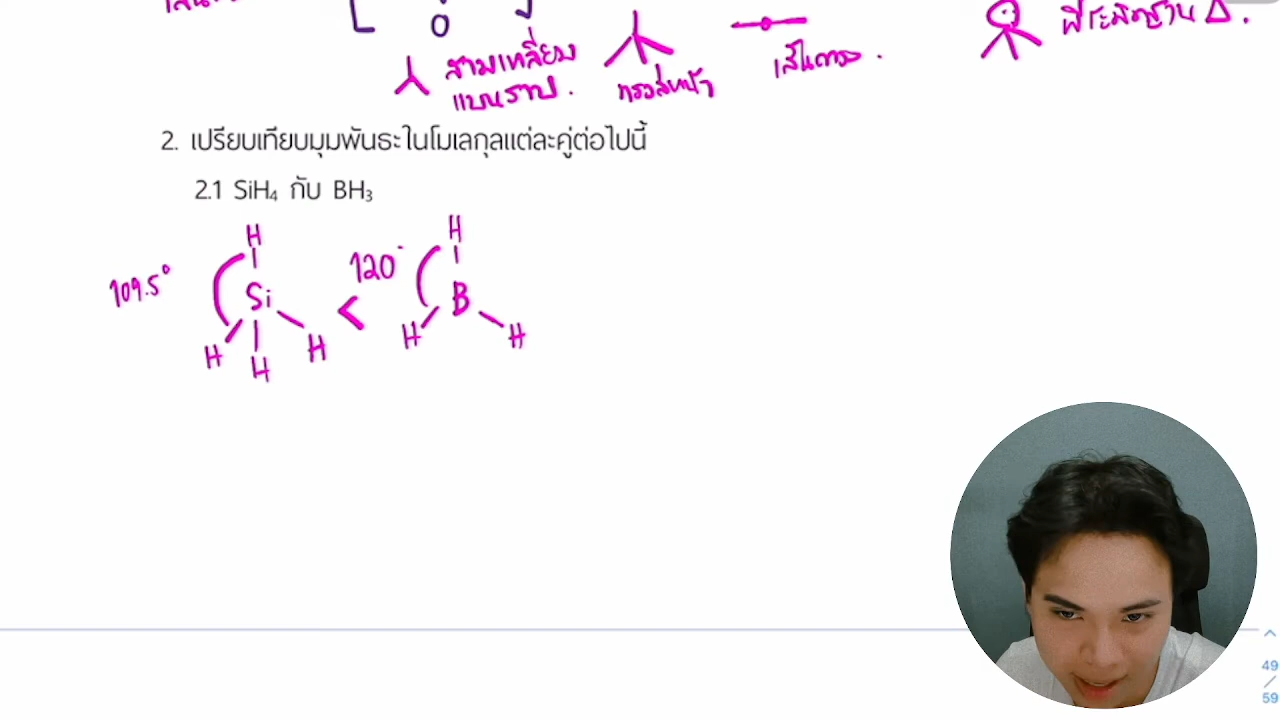 O
สามเหลี่ยม
แบนราบ.
ทรงสี่หน้า
เส้นตรง.
พีระมิดฐาน △.
2. เปรียบเทียบมุมพันธะในโมเลกุลแต่ละคู่ต่อไปนี้
2.1 SiH₄ กับ BH₃
H H
109.5° 120°
Si < B
H H H H
H
49
/
59